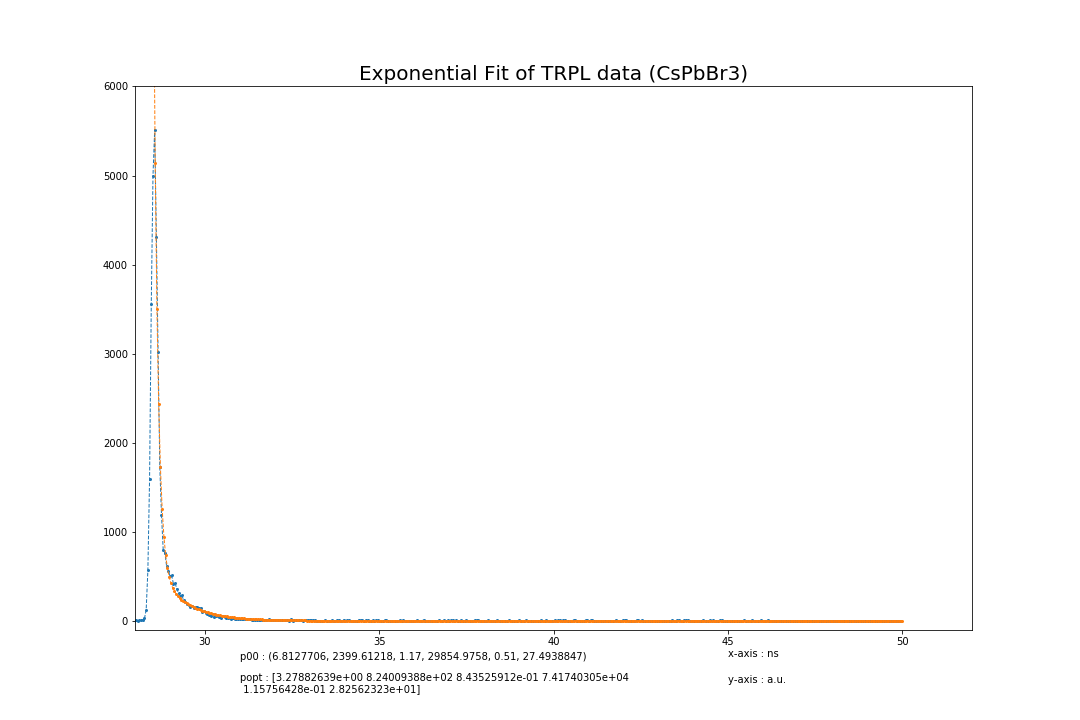 Exponential Fit of TRPL data (CsPbBr3)
6000
5000
4000
3000
2000
1000
0
30
35
40
45
50
p00 : (6.8127706, 2399.61218, 1.17, 29854.9758, 0.51, 27.4938847)
x-axis : ns
popt : [3.27882639e+00 8.24009388e+02 8.43525912e-01 7.41740305e+04
1.15756428e-01 2.82562323e+01]
y-axis : a.u.